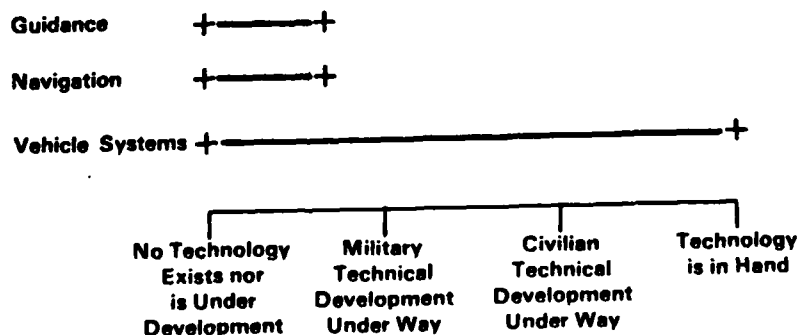 Guidance
Navigation
Vehicle Systems
No Technology
Exists nor
is Under
Development
Military
Technical
Development
Under Way
Civilian
Technical
Development
Under Way
Technology
is in Hand